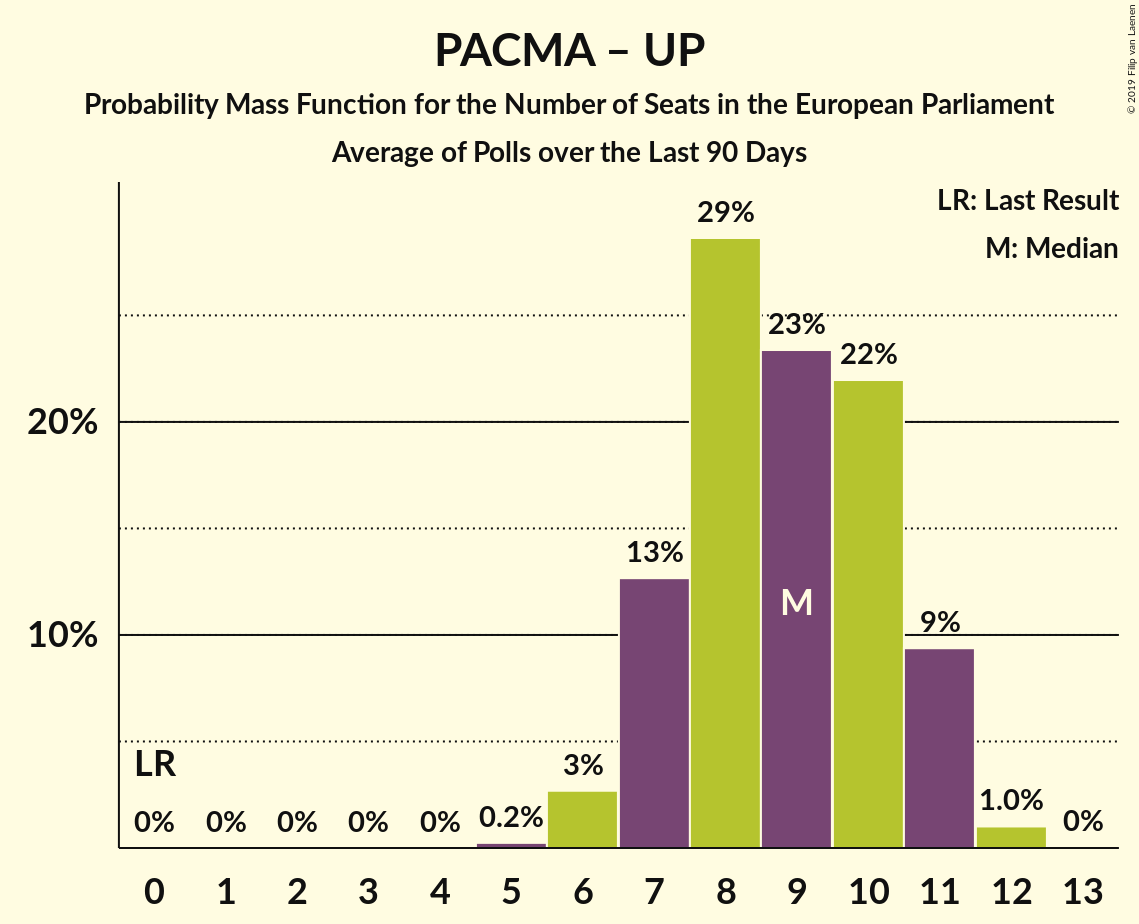 PACMA – UP
Probability Mass Function for the Number of Seats in the European Parliament
Average of Polls over the Last 90 Days
© 2019 Filip van Laenen
LR: Last Result
M: Median
29%
23%
22%
20%
13%
M
10%
9%
LR
3%
1.0%
0% 0% 0% 0% 0% 0.2% 0%
0 1 2 3 4 5 6 7 8 9 10 11 12 13